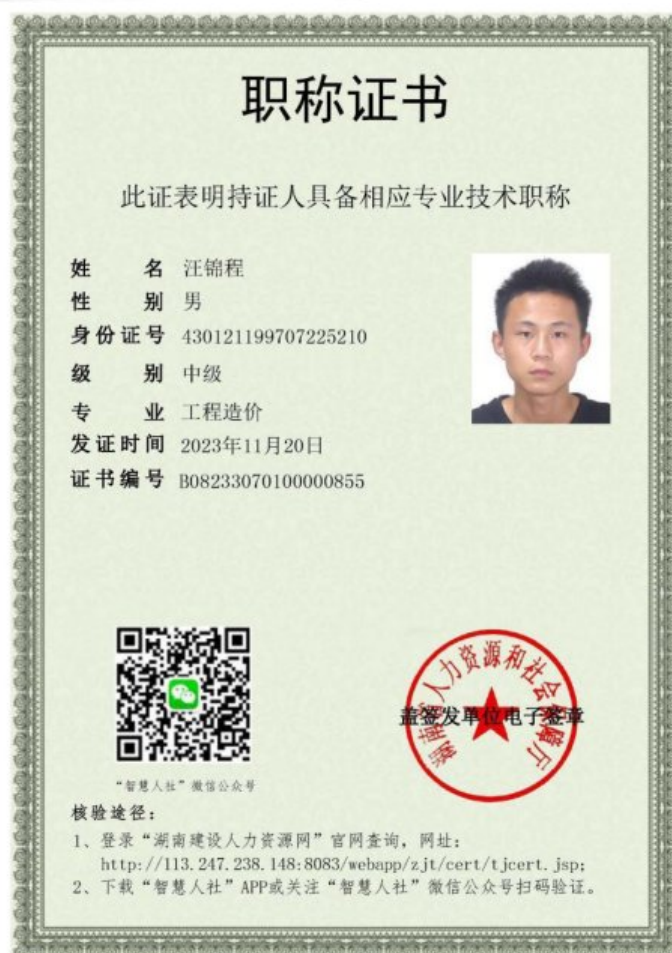 职称证书
此证表明持证人具备相应专业技术职称
姓 名 汪锦程
性 别 男
身份证号 430121199707225210
级 别 中级
专 业 工程造价
发证时间 2023年11月20日
证书编号 B08233070100000855
湖南省人力资源和社会保障厅
盖签发单位电子签章
“智慧人社”微信公众号
核验途径：
1、登录“湖南建设人力资源网”官网查询，网址：
http://113.247.238.148:8083/webapp/zjt/cert/tjcert.jsp;
2、下载“智慧人社”APP或关注“智慧人社”微信公众号扫码验证。